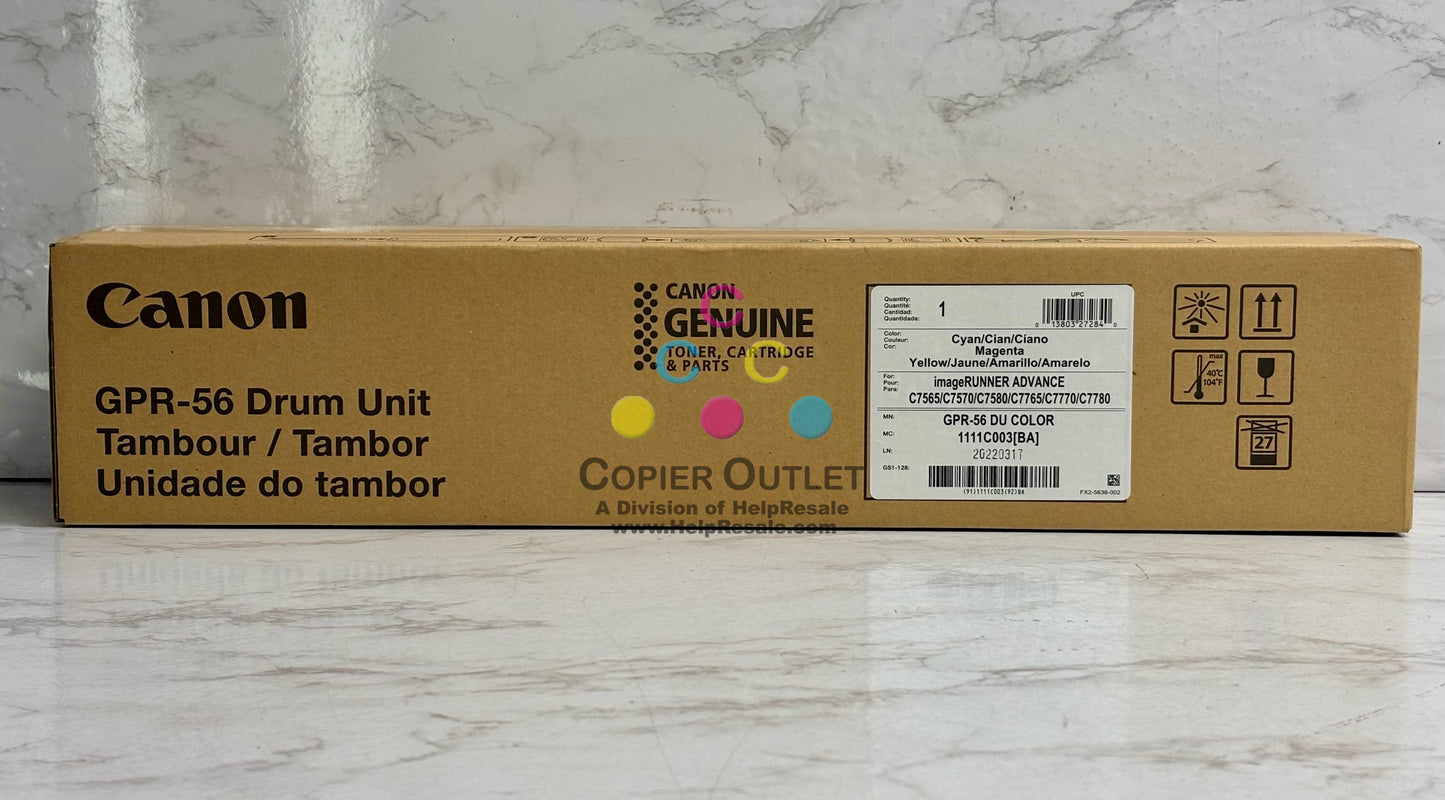 Canon
GPR-56 Drum Unit
Tambour / Tambor
Unidade do tambor
CANON
GENUINE
TONER, CARTRIDGE
& PARTS
C
C C
COPIER OUTLET
A Division of HelpResale
www.HelpResale.com
Quantity:
Quantité:
Cantidad:
Quantidade:
1
UPC
0 13803 27284 0
Color:
Couleur:
Cor:
Cyan/Cian/Cíano
Magenta
Yellow/Jaune/Amarillo/Amarelo
For:
Pour:
Para:
imageRUNNER ADVANCE
C7565/C7570/C7580/C7765/C7770/C7780
MN:
GPR-56 DU COLOR
MC:
1111C003[BA]
LN:
20220317
GS1-128:
(91)1111C003(92)BA
FX2-5636-002
max
40°C
104°F
27